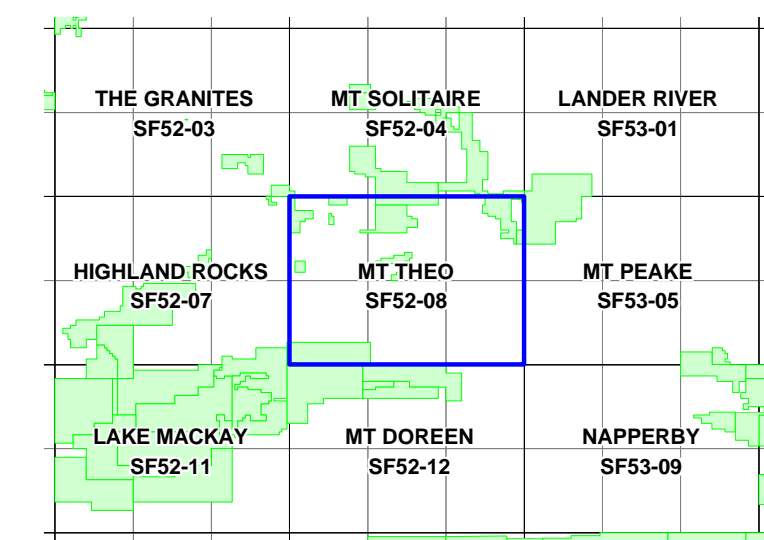 THE GRANITES
SF52-03
MT SOLITAIRE
SF52-04
LANDER RIVER
SF53-01
HIGHLAND ROCKS
SF52-07
MT THEO
SF52-08
MT PEAKE
SF53-05
LAKE MACKAY
SF52-11
MT DOREEN
SF52-12
NAPPERBY
SF53-09